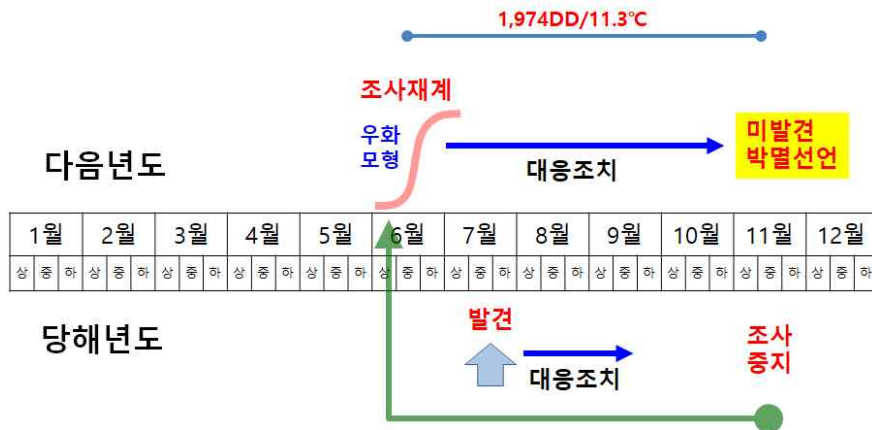 1,974DD/11.3℃
조사재계
우화
모형
대응조치
미발견
박멸선언
다음년도
1월 2월 3월 4월 5월 6월 7월 8월 9월 10월 11월 12월
상 중 하 상 중 하 상 중 하 상 중 하 상 중 하 상 중 하 상 중 하 상 중 하 상 중 하 상 중 하 상 중 하 상 중 하
당해년도
발견
대응조치
조사
중지